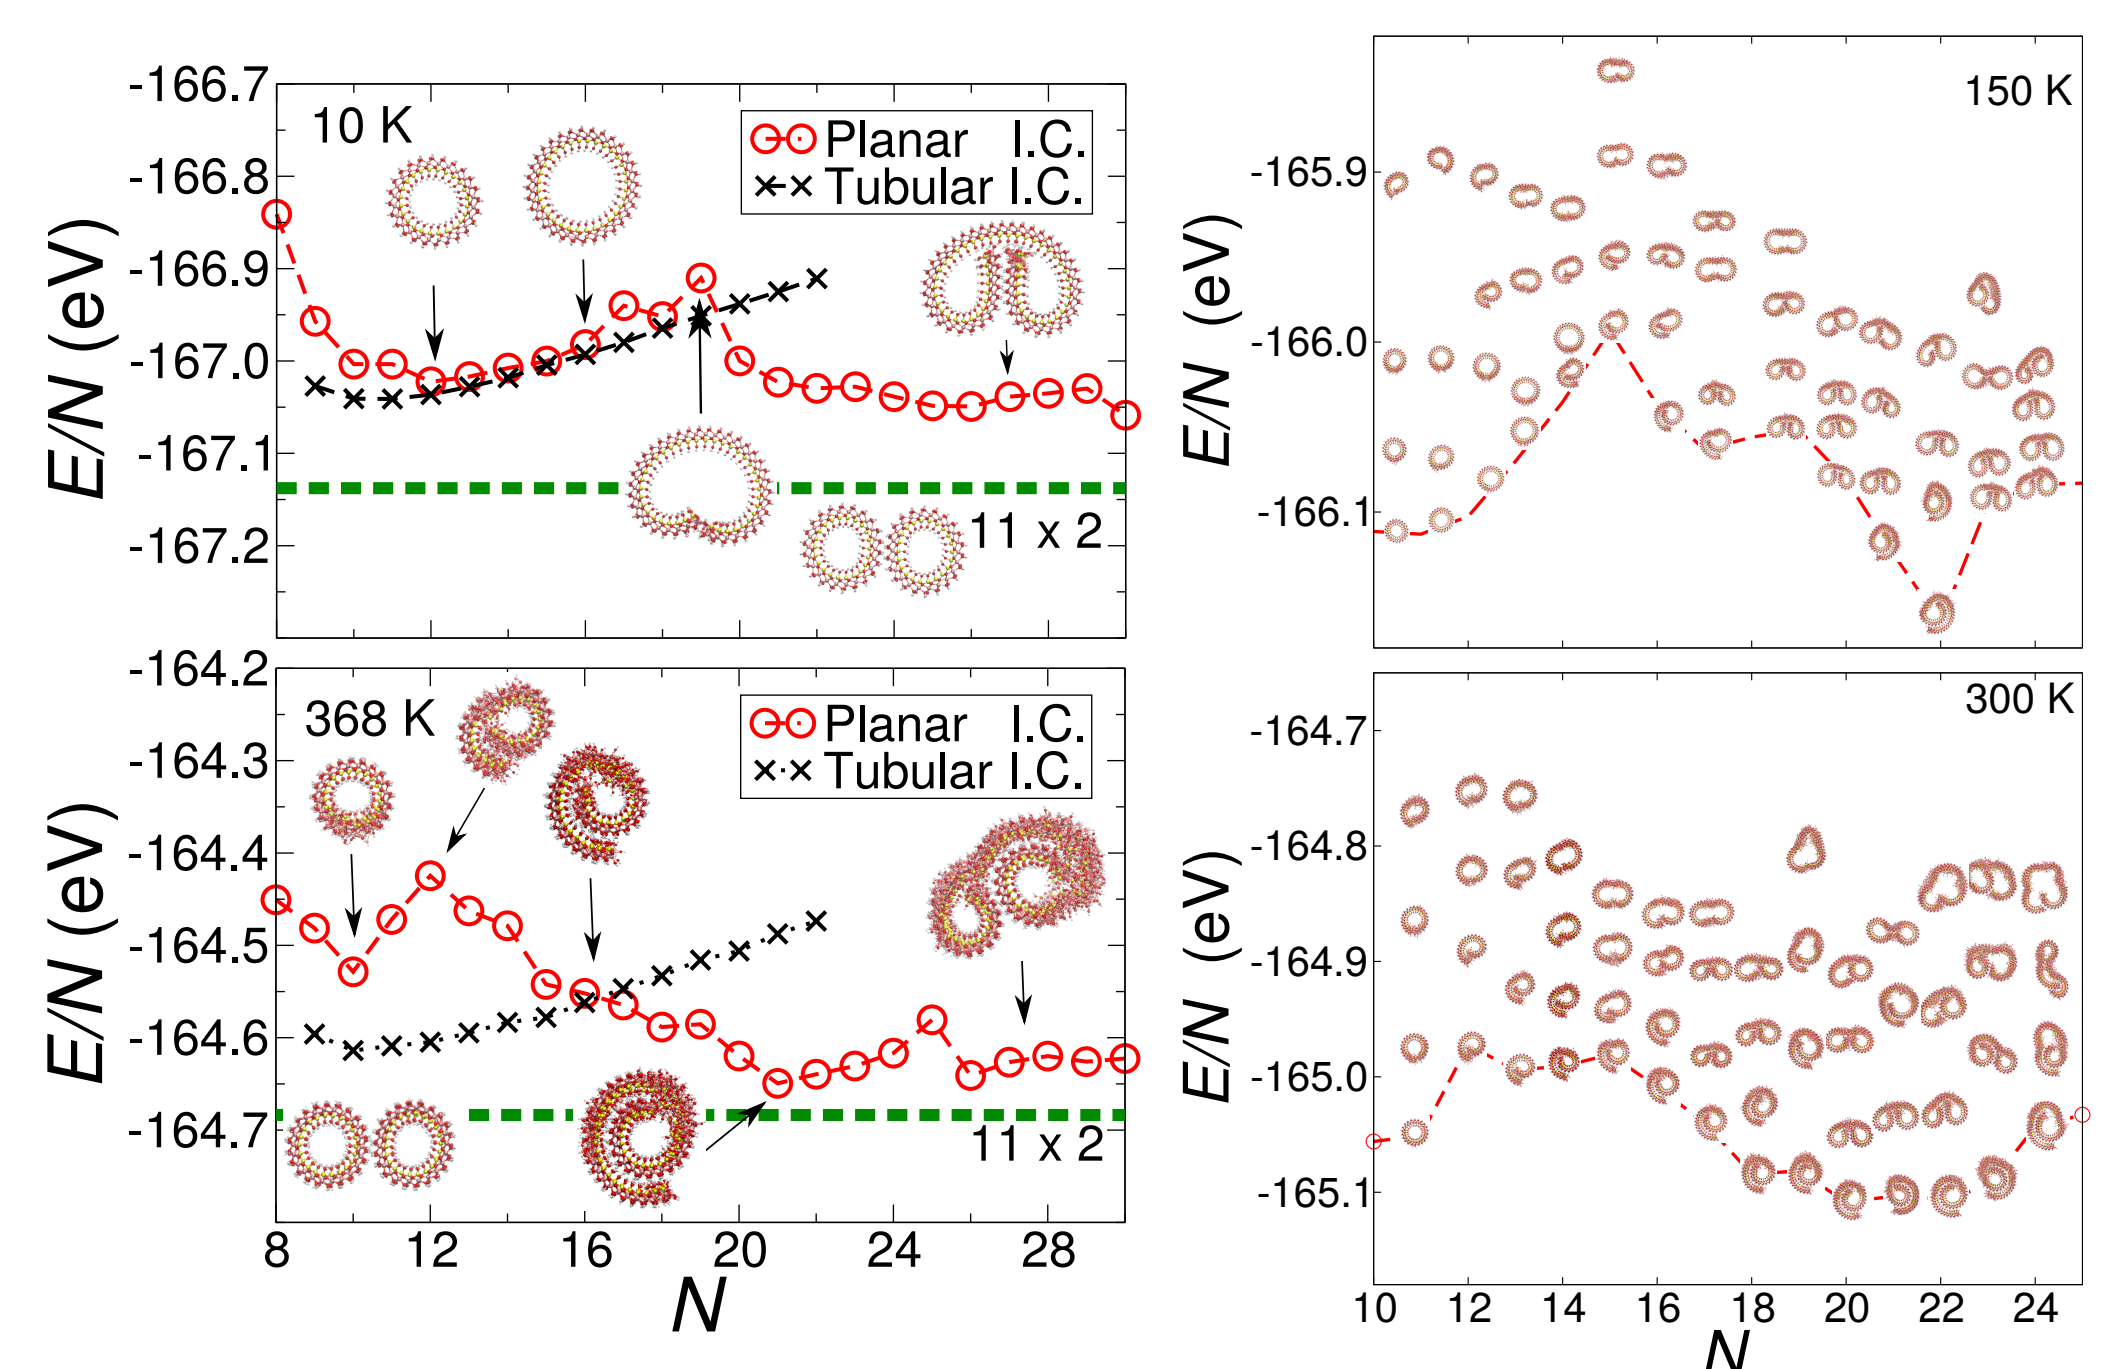 -166.7
-166.8
-166.9
-167.0
-167.1
-167.2
E/N (eV)
10 K
Planar I.C.
Tubular I.C.
11 x 2
-164.2
-164.3
-164.4
-164.5
-164.6
-164.7
E/N (eV)
368 K
Planar I.C.
Tubular I.C.
11 x 2
8 12 16 20 24 28
N
150 K
-165.9
-166.0
-166.1
E/N (eV)
300 K
-164.7
-164.8
-164.9
-165.0
-165.1
E/N (eV)
10 12 14 16 18 20 22 24
N